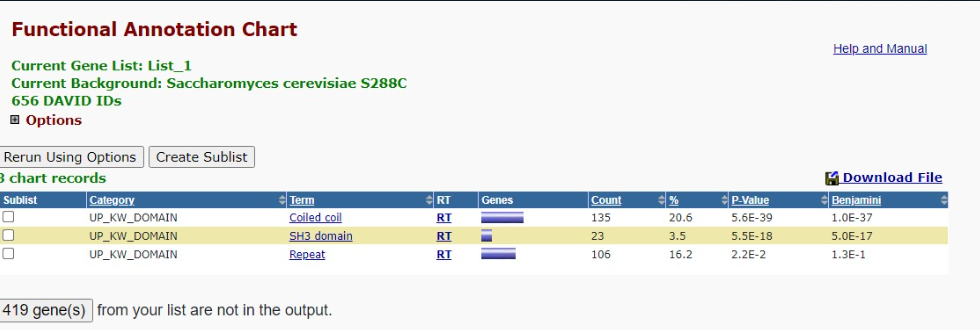 Functional Annotation Chart
Help and Manual
Current Gene List: List_1
Current Background: Saccharomyces cerevisiae S288C
656 DAVID IDs
Options
Rerun Using Options Create Sublist
3 chart records Download File
Sublist Category Term RT Genes Count % P-Value Benjamini
UP_KW_DOMAIN Coiled coil RT 135 20.6 5.6E-39 1.0E-37
UP_KW_DOMAIN SH3 domain RT 23 3.5 5.5E-18 5.0E-17
UP_KW_DOMAIN Repeat RT 106 16.2 2.2E-2 1.3E-1
419 gene(s) from your list are not in the output.